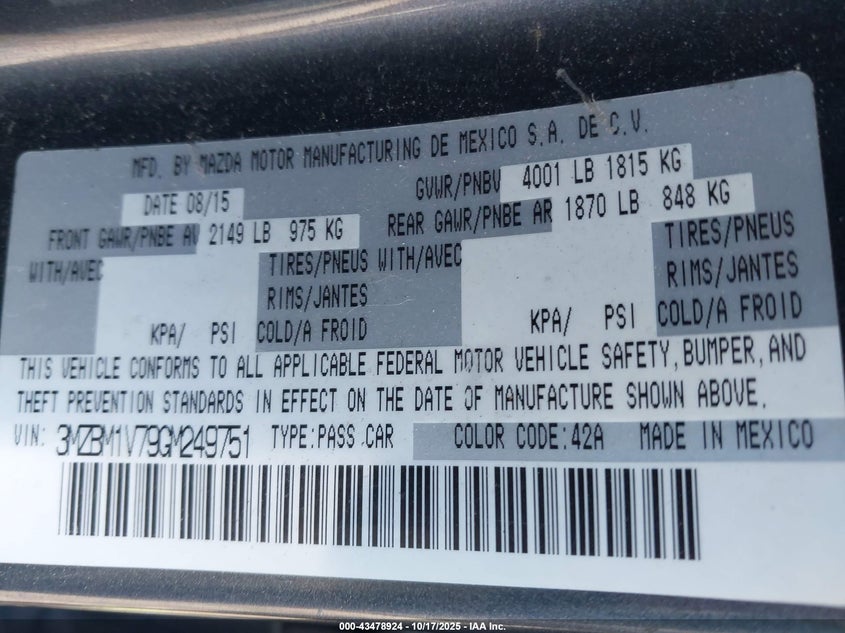 MFD. BY MAZDA MOTOR MANUFACTURING DE MEXICO S.A. DE C.V.
DATE 08/15 GVWR/PNBV 4001 LB 1815 KG
FRONT GAWR/PNBE AV 2149 LB 975 KG REAR GAWR/PNBE AR 1870 LB 848 KG
WITH/AVEC TIRES/PNEUS WITH/AVEC TIRES/PNEUS
RIMS/JANTES RIMS/JANTES
KPA/ PSI COLD/A FROID KPA/ PSI COLD/A FROID
THIS VEHICLE CONFORMS TO ALL APPLICABLE FEDERAL MOTOR VEHICLE SAFETY, BUMPER, AND
THEFT PREVENTION STANDARDS IN EFFECT ON THE DATE OF MANUFACTURE SHOWN ABOVE.
VIN: 3MZBM1V79GM249751 TYPE:PASS CAR COLOR CODE:42A MADE IN MEXICO
000-43478924 | 10/17/2025 - IAA Inc.